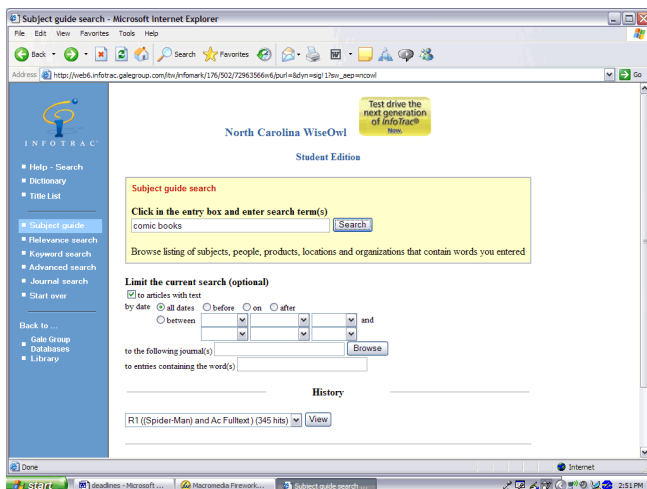 Subject guide search - Microsoft Internet Explorer
File Edit View Favorites Tools Help
Back Search Favorites
Address http://web6.infotrac.galegroup.com/itw/infomark/176/502/72963566w6/purl=&dyn=sig!1?sw_aep=ncowl Go
INFOTRAC
Test drive the
next generation
of InfoTrac®
Now.
North Carolina WiseOwl
Student Edition
Help - Search
Dictionary
Title List
Subject guide
Relevance search
Keyword search
Advanced search
Journal search
Start over
Back to ...
Gale Group
Databases
Library
Subject guide search
Click in the entry box and enter search term(s)
comic books Search
Browse listing of subjects, people, products, locations and organizations that contain words you entered
Limit the current search (optional)
to articles with text
by date all dates before on after
between and
to the following journal(s) Browse
to entries containing the word(s)
History
R1 ((Spider-Man) and Ac Fulltext) (345 hits) View
Done Internet
start deadlines - Microsoft ... Macromedia Firework... Subject guide search ... 2:51 PM